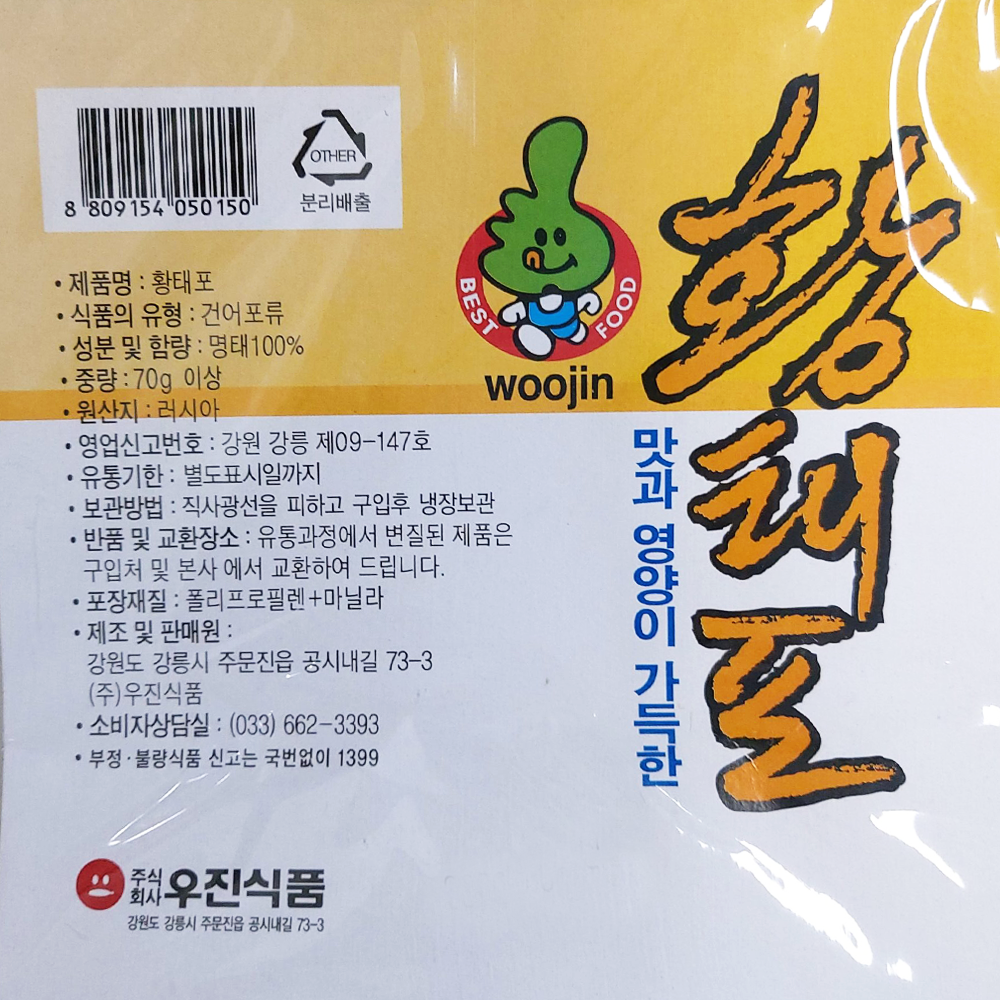 8 809154 050150
OTHER
분리배출
BEST FOOD
woojin
황태포
맛과 영양이 가득한
• 제품명 : 황태포
• 식품의 유형 : 건어포류
• 성분 및 함량 : 명태100%
• 중량 : 70g 이상
• 원산지 : 러시아
• 영업신고번호 : 강원 강릉 제09-147호
• 유통기한 : 별도표시일까지
• 보관방법 : 직사광선을 피하고 구입후 냉장보관
• 반품 및 교환장소 : 유통과정에서 변질된 제품은
구입처 및 본사 에서 교환하여 드립니다.
• 포장재질 : 폴리프로필렌+마닐라
• 제조 및 판매원 :
강원도 강릉시 주문진읍 공시내길 73-3
(주)우진식품
• 소비자상담실 : (033) 662-3393
• 부정·불량식품 신고는 국번없이 1399
주식회사 우진식품
강원도 강릉시 주문진읍 공시내길 73-3